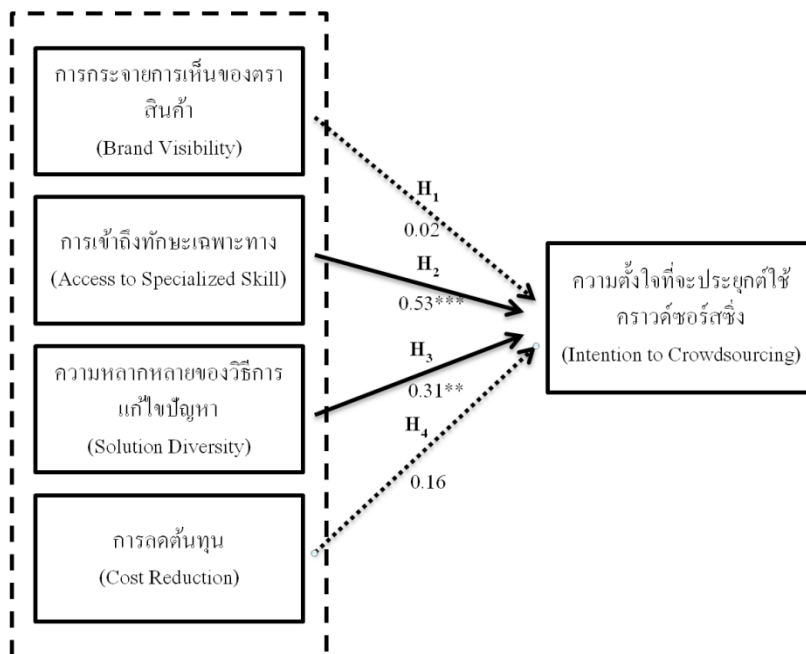 การกระจายการเห็นของตรา
สินค้า
(Brand Visibility)
การเข้าถึงทักษะเฉพาะทาง
(Access to Specialized Skill)
ความหลากหลายของวิธีการ
แก้ไขปัญหา
(Solution Diversity)
การลดต้นทุน
(Cost Reduction)
H₁
0.02
H₂
0.53***
H₃
0.31**
H₄
0.16
ความตั้งใจที่จะประยุกต์ใช้
คราวด์ซอร์สซิ่ง
(Intention to Crowdsourcing)